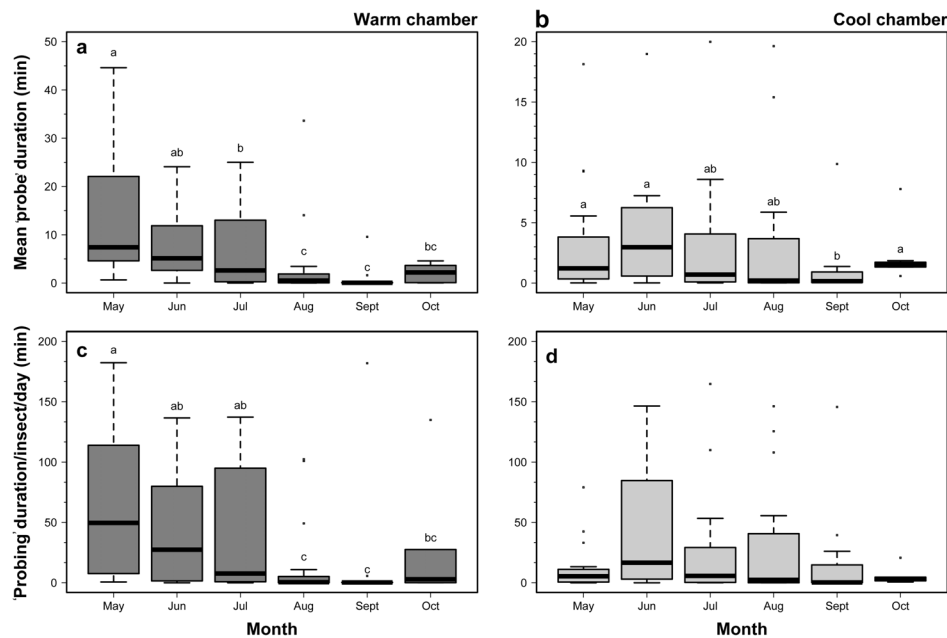 Warm chamber
Cool chamber
a
b
Mean 'probe' duration (min)
50
40
30
20
10
0
a
ab
b
c
c
bc
May
Jun
Jul
Aug
Sept
Oct
20
15
10
5
0
a
a
ab
ab
b
a
May
Jun
Jul
Aug
Sept
Oct
c
d
'Probing' duration/insect/day (min)
200
150
100
50
0
a
ab
ab
c
c
bc
May
Jun
Jul
Aug
Sept
Oct
Month
200
150
100
50
0
May
Jun
Jul
Aug
Sept
Oct
Month